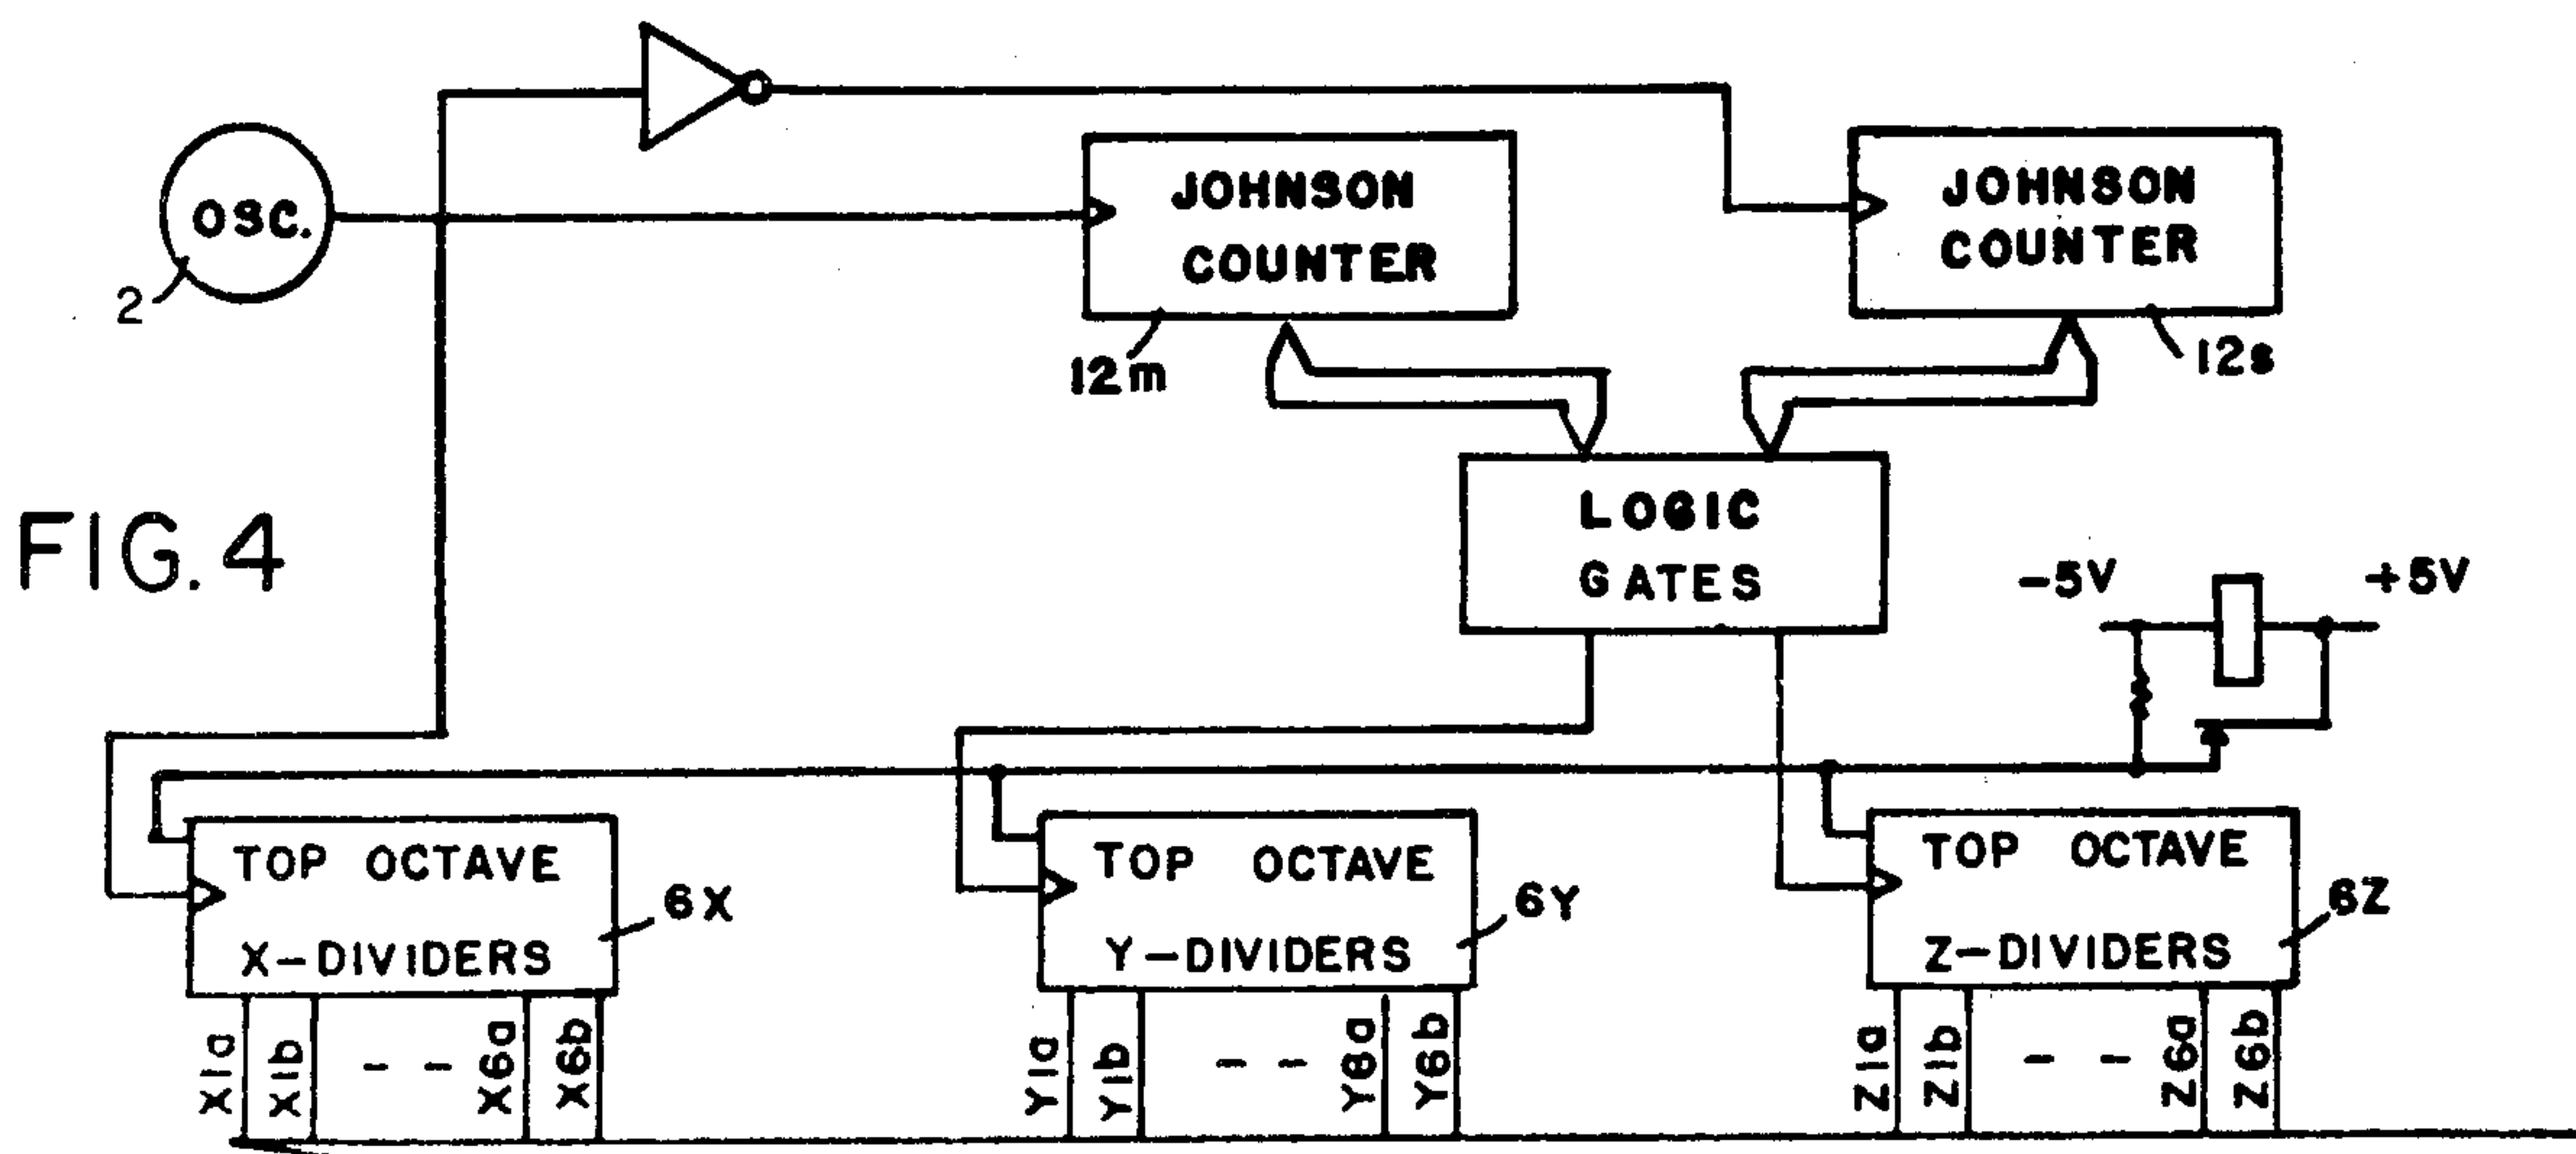 OSC.
2
JOHNSON
COUNTER
12m
JOHNSON
COUNTER
12s
LOGIC
GATES
FIG. 4
-5V
+5V
TOP OCTAVE
X-DIVIDERS
6X
TOP OCTAVE
Y-DIVIDERS
6Y
TOP OCTAVE
Z-DIVIDERS
6Z
X1a
X1b
- -
X6a
X6b
Y1a
Y1b
- -
Y6a
Y6b
Z1a
Z1b
- -
Z6a
Z6b